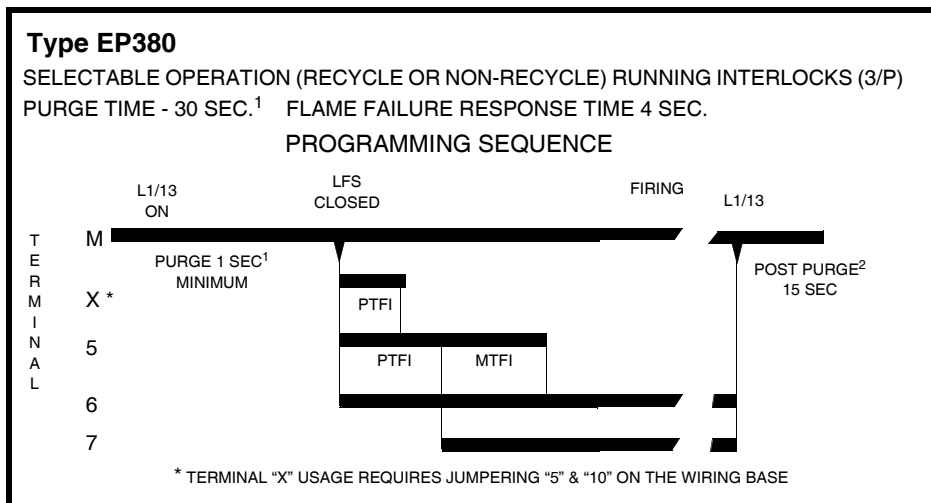 Type EP380
SELECTABLE OPERATION (RECYCLE OR NON-RECYCLE) RUNNING INTERLOCKS (3/P)
PURGE TIME - 30 SEC.1 FLAME FAILURE RESPONSE TIME 4 SEC.
PROGRAMMING SEQUENCE
L1/13
ON
LFS
CLOSED
FIRING
L1/13
TERMINAL
M
PURGE 1 SEC1
MINIMUM
POST PURGE2
15 SEC
X *
PTFI
5
PTFI
MTFI
6
7
* TERMINAL “X” USAGE REQUIRES JUMPERING “5” & “10” ON THE WIRING BASE